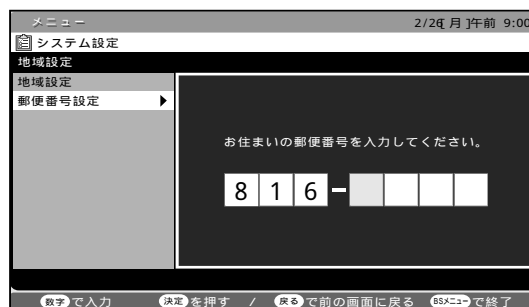 メニュー 2/26[月]午前 9:00
システム設定
地域設定
地域設定
郵便番号設定
お住まいの郵便番号を入力してください。
816-
数字で入力 決定を押す / 戻るで前の画面に戻る BSメニューで終了